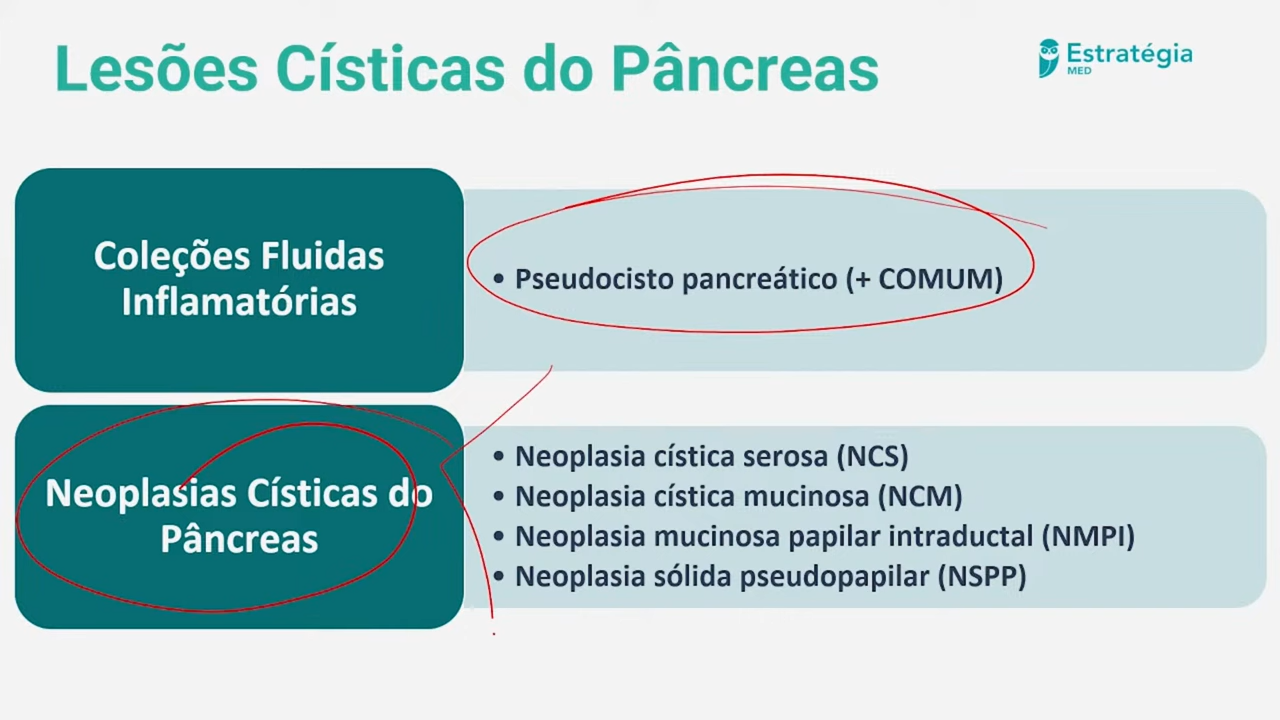 Lesões Císticas do Pâncreas
Estratégia
MED
Coleções Fluidas
Inflamatórias
• Pseudocisto pancreático (+ COMUM)
Neoplasias Císticas do
Pâncreas
• Neoplasia cística serosa (NCS)
• Neoplasia cística mucinosa (NCM)
• Neoplasia mucinosa papilar intraductal (NMPI)
• Neoplasia sólida pseudopapilar (NSPP)